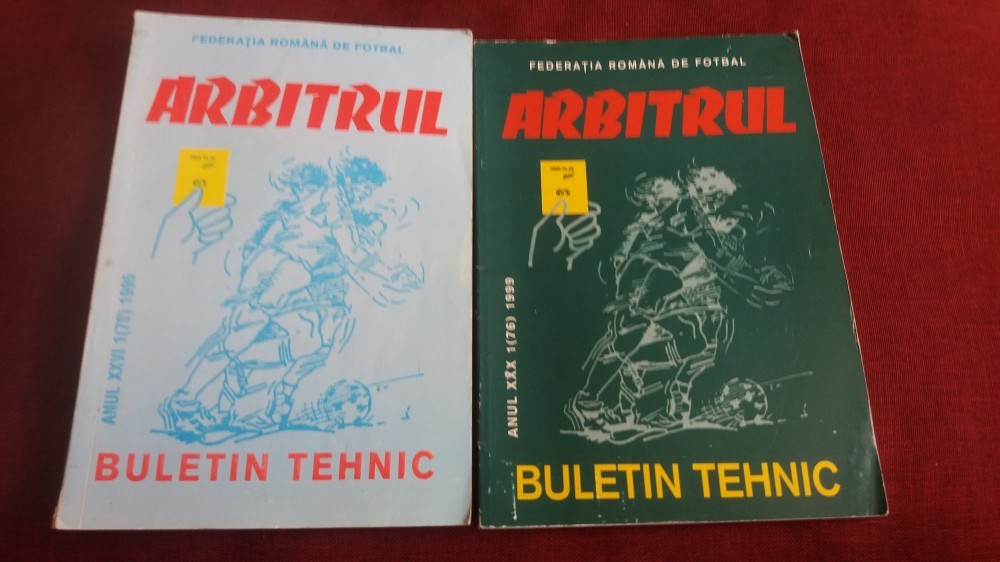 FEDERAȚIA ROMÂNĂ DE FOTBAL
ARBITRUL
ANUL XXVI 1(70) 1995
BULETIN TEHNIC
FEDERAȚIA ROMÂNĂ DE FOTBAL
ARBITRUL
ANUL XXX 1(76) 1999
BULETIN TEHNIC